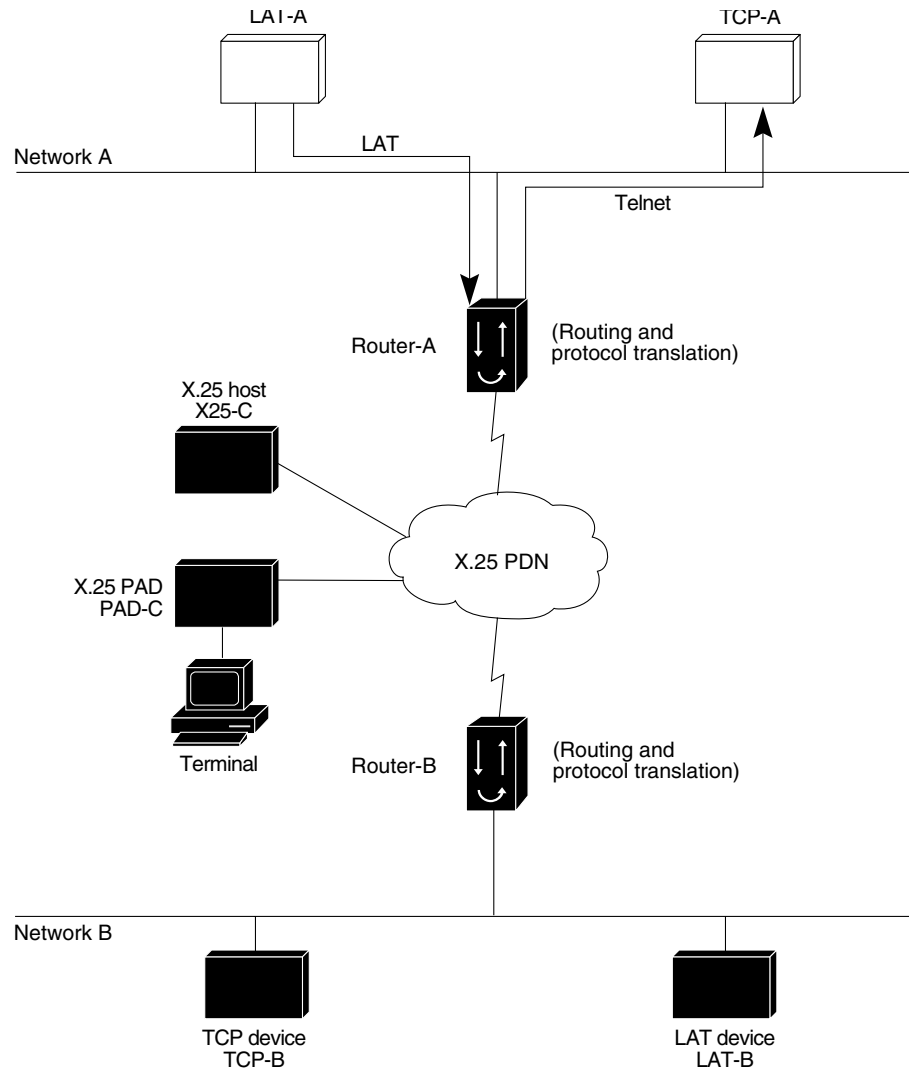 LAT-A
TCP-A
LAT
Network A
Telnet
Router-A
(Routing and
protocol translation)
X.25 host
X25-C
X.25 PDN
X.25 PAD
PAD-C
Terminal
Router-B
(Routing and
protocol translation)
Network B
TCP device
TCP-B
LAT device
LAT-B